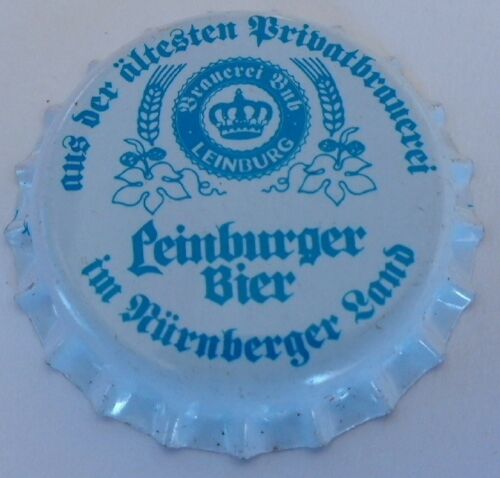 aus der ältesten Privatbrauerei
Brauerei Bub
LEINBURG
Leinburger
Bier
im Nürnberger Land